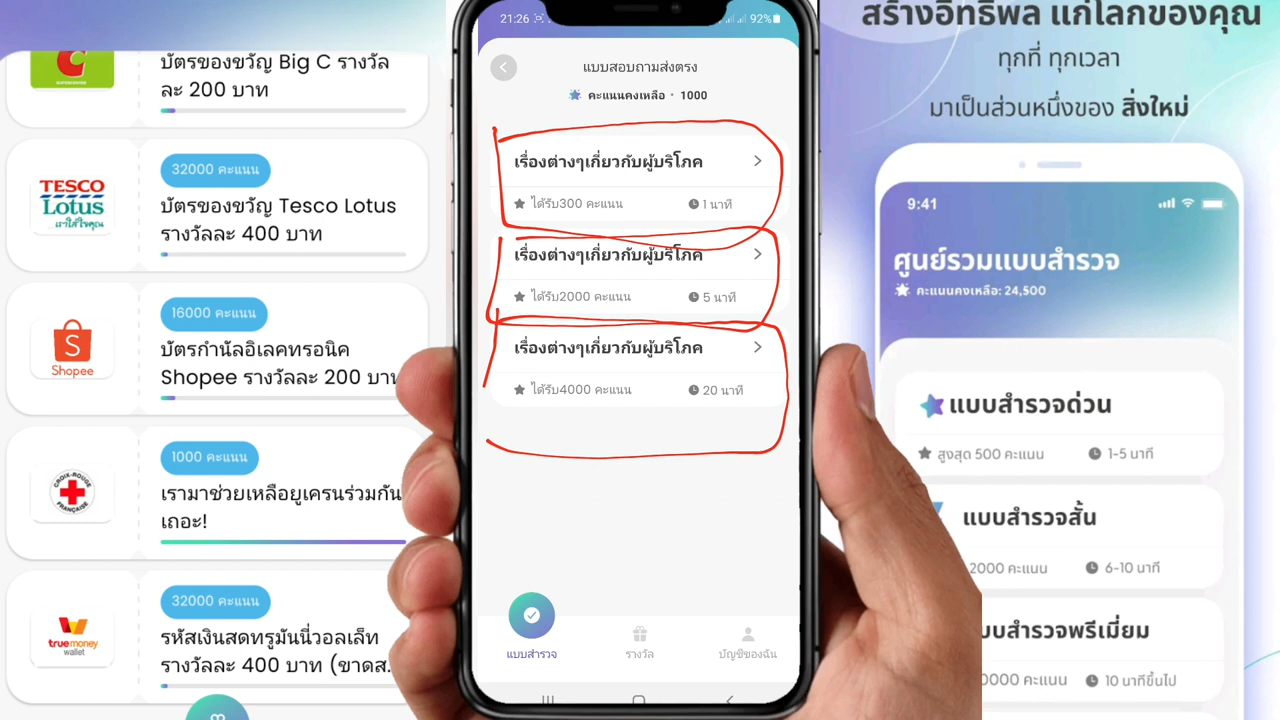 บัตรของขวัญ Big C รางวั
ละ 200 บาท
TESCO
Lotus
เราใส่ใจคุณ
32000 คะแนน
บัตรของขวัญ Tesco Lotus
รางวัลละ 400 บาท
S
Shopee
16000 คะแนน
บัตรกำนัลอิเลคทรอนิค
Shopee รางวัลละ 200 บาท
CROIX-ROUGE
FRANÇAISE
1000 คะแนน
เรามาช่วยเหลือยูเครนร่วมกัน
เถอะ!
true money
wallet
32000 คะแนน
รหัสเงินสดทรูมันนี่วอลเล็ท
รางวัลละ 400 บาท (ขาดส.
21:26
92%
แบบสอบถามส่งตรง
คะแนนคงเหลือ • 1000
เรื่องต่างๆเกี่ยวกับผู้บริโภค
ได้รับ300 คะแนน
1 นาที
เรื่องต่างๆเกี่ยวกับผู้บริโภค
ได้รับ2000 คะแนน
5 นาที
เรื่องต่างๆเกี่ยวกับผู้บริโภค
ได้รับ4000 คะแนน
20 นาที
แบบสำรวจ
รางวัล
บัญชีของฉัน
สร้างอิทธิพล แก่โลกของคุณ
ทุกที่ ทุกเวลา
มาเป็นส่วนหนึ่งของ สิ่งใหม่
9:41
ศูนย์รวมแบบสำรวจ
คะแนนคงเหลือ: 24,500
แบบสำรวจด่วน
สูงสุด 500 คะแนน
1-5 นาที
แบบสำรวจสั้น
2000 คะแนน
6-10 นาที
บบสำรวจพรีเมี่ยม
0000 คะแนน
10 นาทีขึ้นไป